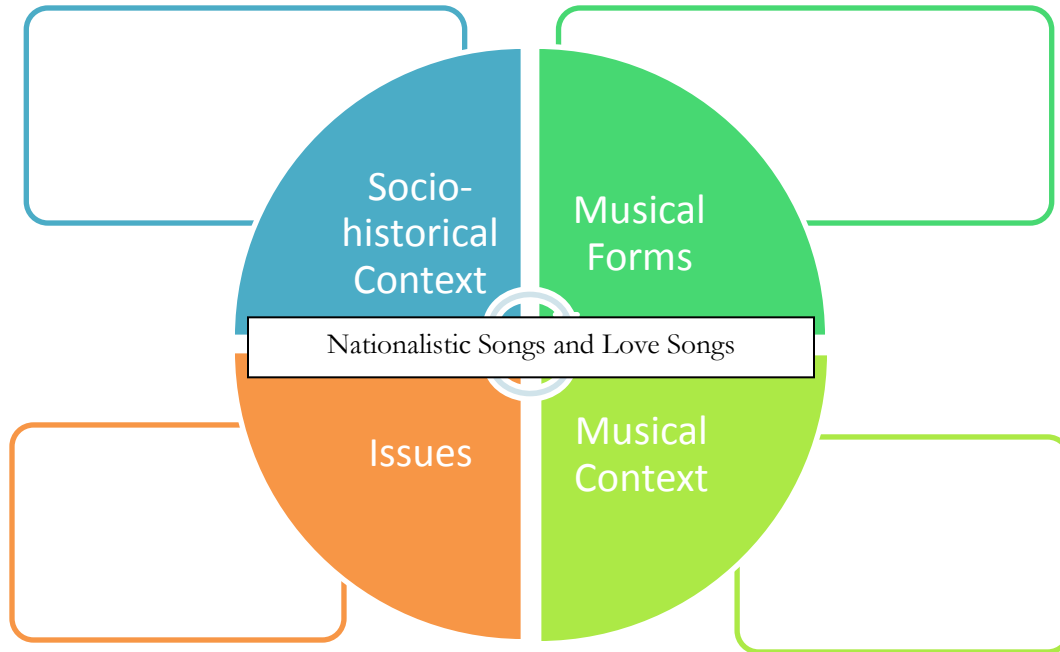 Socio-
historical
Context
Musical
Forms
Nationalistic Songs and Love Songs
Issues
Musical
Context